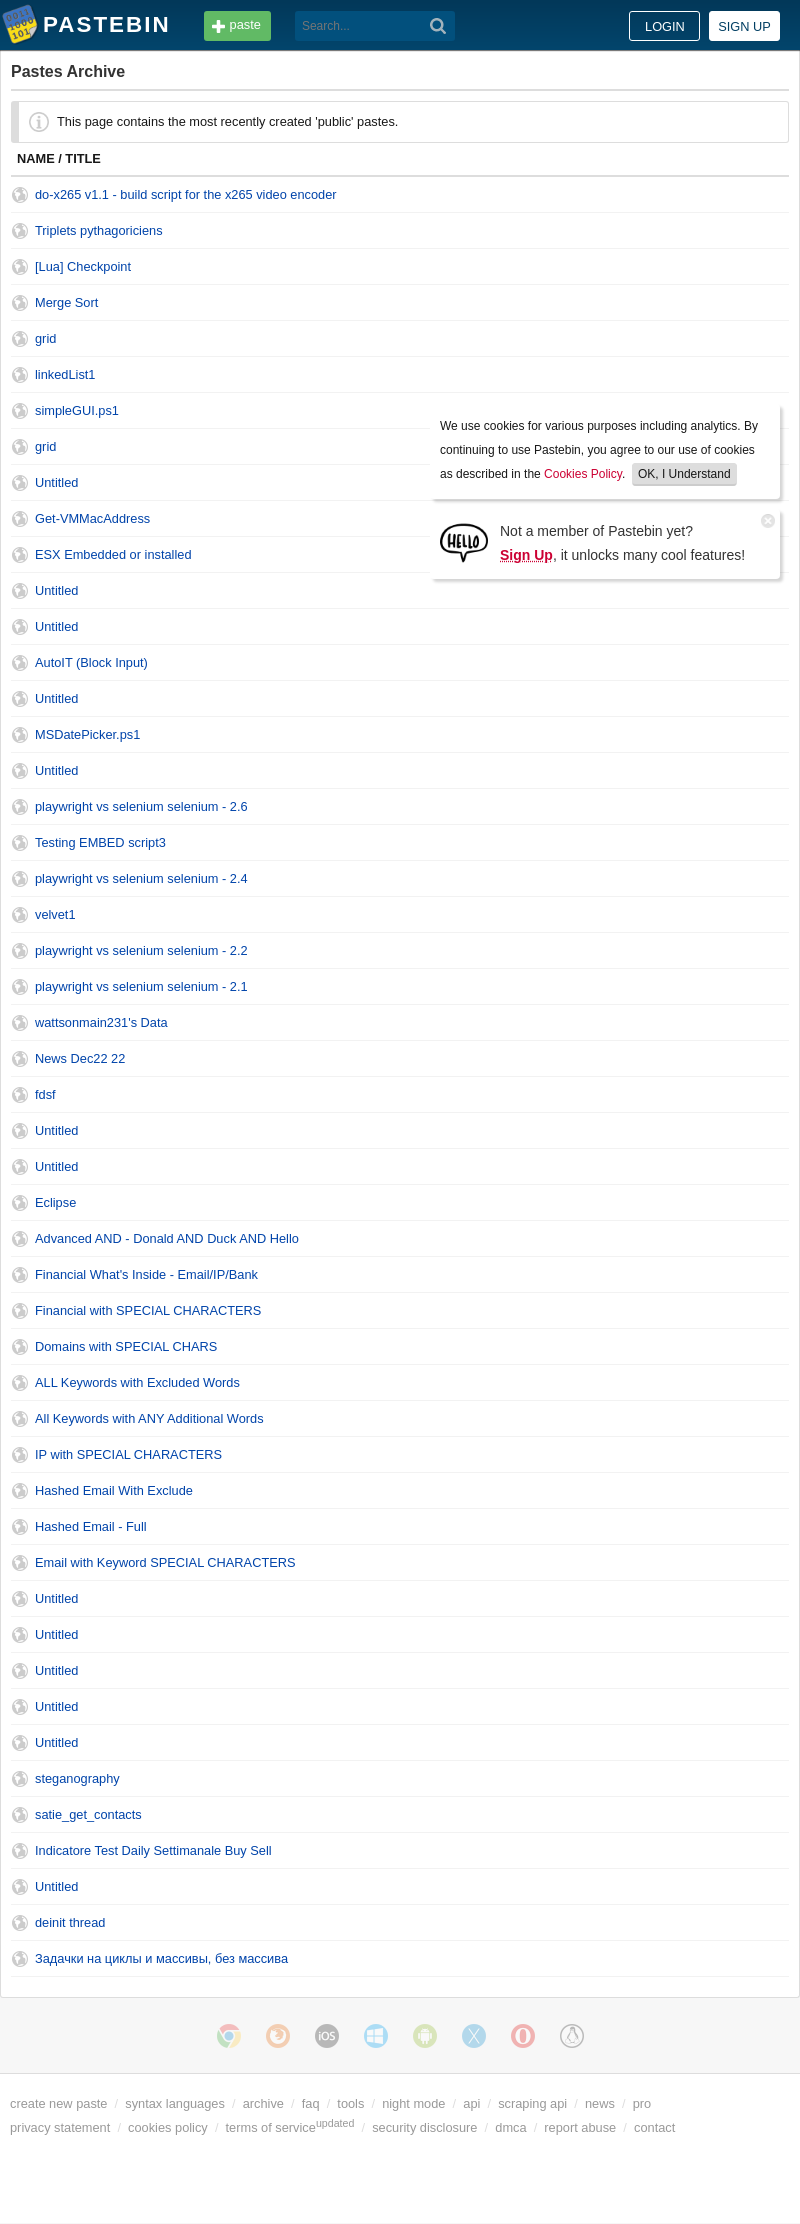 PASTEBIN
paste
Search...
LOGIN
SIGN UP
Pastes Archive
This page contains the most recently created 'public' pastes.
NAME / TITLE
do-x265 v1.1 - build script for the x265 video encoder
Triplets pythagoriciens
[Lua] Checkpoint
Merge Sort
grid
linkedList1
simpleGUI.ps1
grid
Untitled
Get-VMMacAddress
ESX Embedded or installed
Untitled
Untitled
AutoIT (Block Input)
Untitled
MSDatePicker.ps1
Untitled
playwright vs selenium selenium - 2.6
Testing EMBED script3
playwright vs selenium selenium - 2.4
velvet1
playwright vs selenium selenium - 2.2
playwright vs selenium selenium - 2.1
wattsonmain231's Data
News Dec22 22
fdsf
Untitled
Untitled
Eclipse
Advanced AND - Donald AND Duck AND Hello
Financial What's Inside - Email/IP/Bank
Financial with SPECIAL CHARACTERS
Domains with SPECIAL CHARS
ALL Keywords with Excluded Words
All Keywords with ANY Additional Words
IP with SPECIAL CHARACTERS
Hashed Email With Exclude
Hashed Email - Full
Email with Keyword SPECIAL CHARACTERS
Untitled
Untitled
Untitled
Untitled
Untitled
steganography
satie_get_contacts
Indicatore Test Daily Settimanale Buy Sell
Untitled
deinit thread
Задачки на циклы и массивы, без массива
We use cookies for various purposes including analytics. By
continuing to use Pastebin, you agree to our use of cookies
as described in the Cookies Policy. OK, I Understand
HELLO
Not a member of Pastebin yet?
Sign Up, it unlocks many cool features!
iOS
create new paste / syntax languages / archive / faq / tools / night mode / api / scraping api / news / pro
privacy statement / cookies policy / terms of service updated / security disclosure / dmca / report abuse / contact